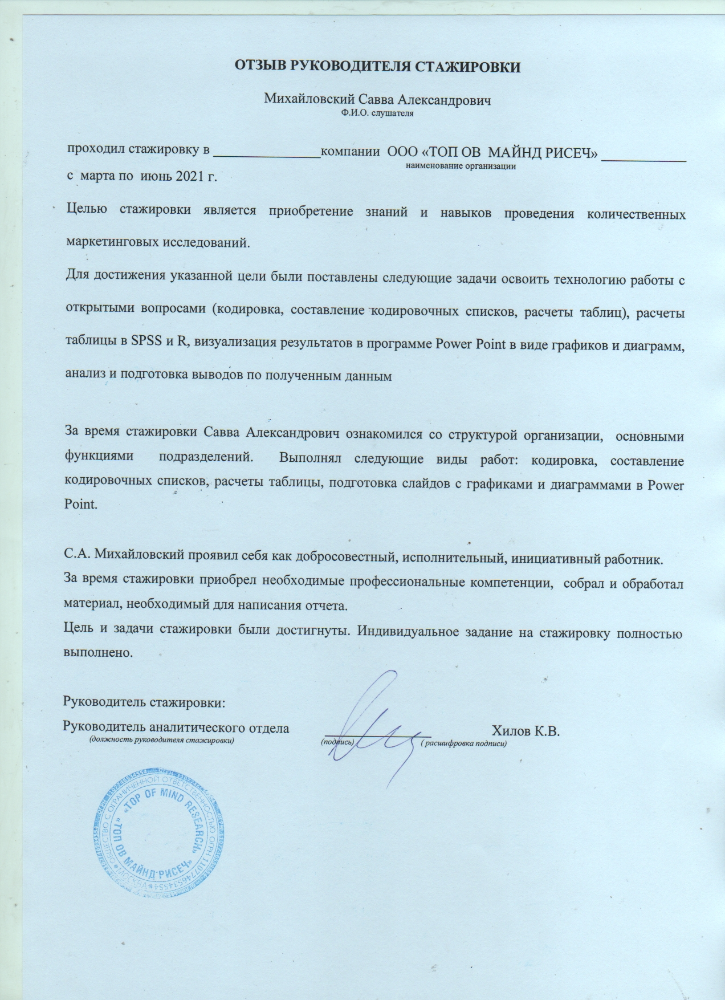 ОТЗЫВ РУКОВОДИТЕЛЯ СТАЖИРОВКИ
Михайловский Савва Александрович
Ф.И.О. слушателя
проходил стажировку в _______________компании ООО «ТОП ОВ МАЙНД РИСЕЧ» ____________
наименование организации
с марта по июнь 2021 г.
Целью стажировки является приобретение знаний и навыков проведения количественных
маркетинговых исследований.
Для достижения указанной цели были поставлены следующие задачи освоить технологию работы с
открытыми вопросами (кодировка, составление кодировочных списков, расчеты таблиц), расчеты
таблицы в SPSS и R, визуализация результатов в программе Power Point в виде графиков и диаграмм,
анализ и подготовка выводов по полученным данным
За время стажировки Савва Александрович ознакомился со структурой организации, основными
функциями подразделений. Выполнял следующие виды работ: кодировка, составление
кодировочных списков, расчеты таблицы, подготовка слайдов с графиками и диаграммами в Power
Point.
С.А. Михайловский проявил себя как добросовестный, исполнительный, инициативный работник.
За время стажировки приобрел необходимые профессиональные компетенции, собрал и обработал
материал, необходимый для написания отчета.
Цель и задачи стажировки были достигнуты. Индивидуальное задание на стажировку полностью
выполнено.
Руководитель стажировки:
Руководитель аналитического отдела _______________ Хилов К.В.
(должность руководителя стажировки) (подпись) ( расшифровка подписи)
ОБЩЕСТВО С ОГРАНИЧЕННОЙ ОТВЕТСТВЕННОСТЬЮ ОГРН 1107746534554
* МОСКВА *
«TOP OF MIND RESEARCH»
«ТОП ОВ МАЙНД РИСЕЧ»